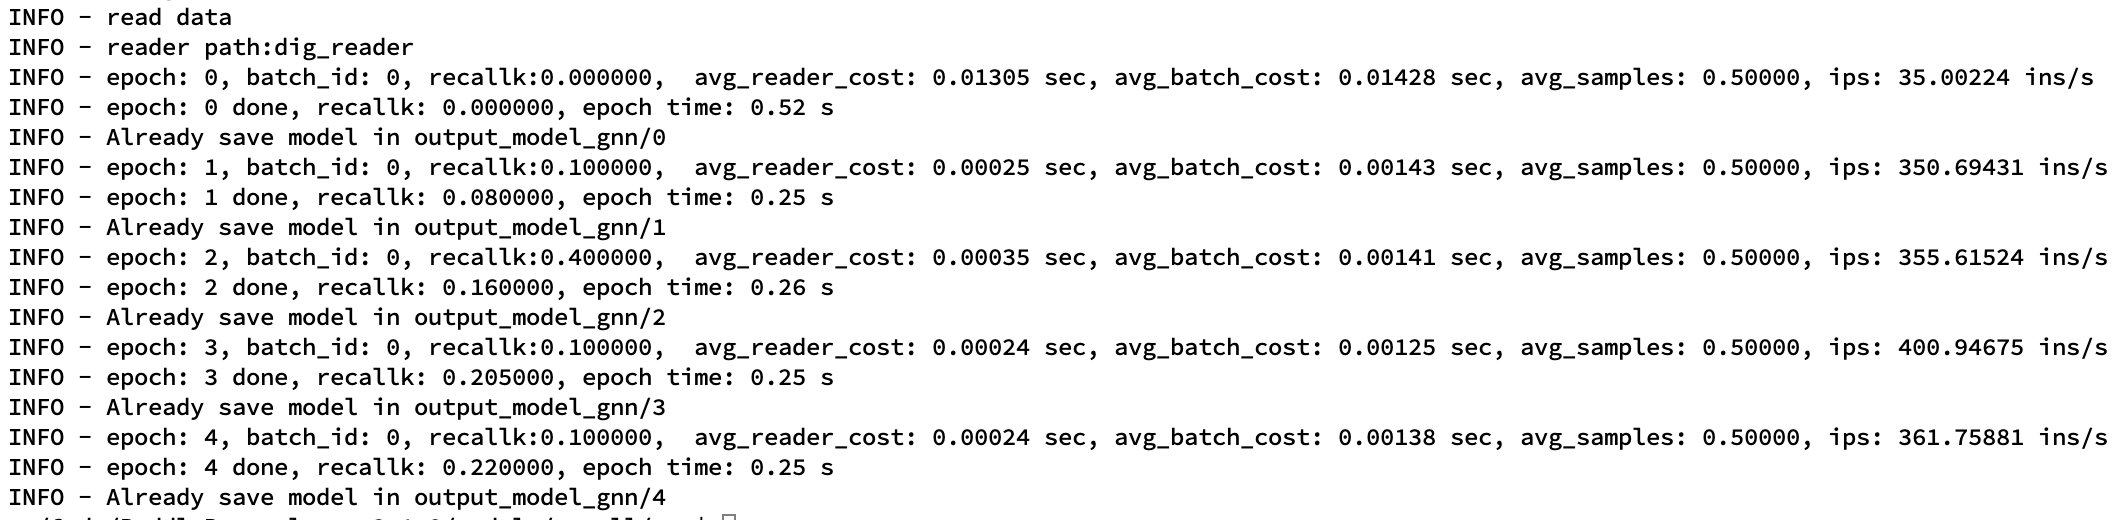 INFO - read data
INFO - reader path:dig_reader
INFO - epoch: 0, batch_id: 0, recallk:0.000000,  avg_reader_cost: 0.01305 sec, avg_batch_cost: 0.01428 sec, avg_samples: 0.50000, ips: 35.00224 ins/s
INFO - epoch: 0 done, recallk: 0.000000, epoch time: 0.52 s
INFO - Already save model in output_model_gnn/0
INFO - epoch: 1, batch_id: 0, recallk:0.100000,  avg_reader_cost: 0.00025 sec, avg_batch_cost: 0.00143 sec, avg_samples: 0.50000, ips: 350.69431 ins/s
INFO - epoch: 1 done, recallk: 0.080000, epoch time: 0.25 s
INFO - Already save model in output_model_gnn/1
INFO - epoch: 2, batch_id: 0, recallk:0.400000,  avg_reader_cost: 0.00035 sec, avg_batch_cost: 0.00141 sec, avg_samples: 0.50000, ips: 355.61524 ins/s
INFO - epoch: 2 done, recallk: 0.160000, epoch time: 0.26 s
INFO - Already save model in output_model_gnn/2
INFO - epoch: 3, batch_id: 0, recallk:0.100000,  avg_reader_cost: 0.00024 sec, avg_batch_cost: 0.00125 sec, avg_samples: 0.50000, ips: 400.94675 ins/s
INFO - epoch: 3 done, recallk: 0.205000, epoch time: 0.25 s
INFO - Already save model in output_model_gnn/3
INFO - epoch: 4, batch_id: 0, recallk:0.100000,  avg_reader_cost: 0.00024 sec, avg_batch_cost: 0.00138 sec, avg_samples: 0.50000, ips: 361.75881 ins/s
INFO - epoch: 4 done, recallk: 0.220000, epoch time: 0.25 s
INFO - Already save model in output_model_gnn/4